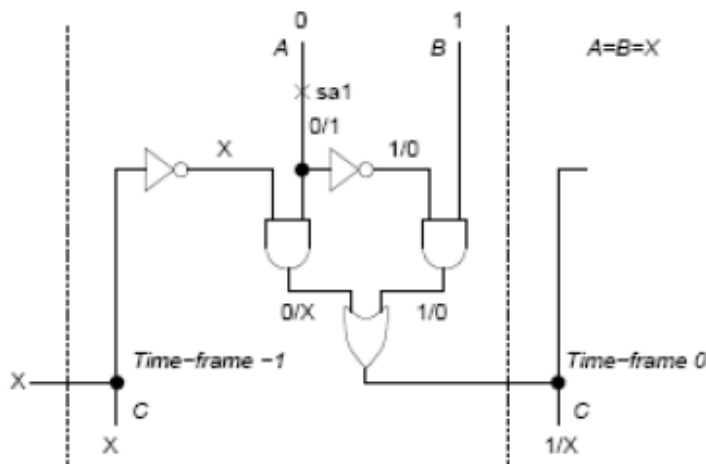 0 1
A B A=B=X
sa1
0/1
X 1/0
0/X 1/0
Time-frame -1 Time-frame 0
X
C C
X 1/X